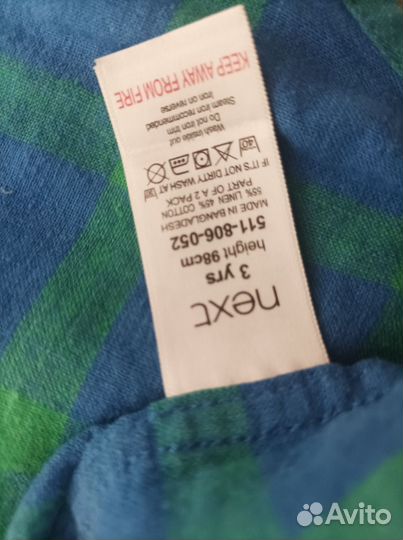 next
3 yrs
height 98cm
511-806-052
MADE IN BANGLADESH
55% LINEN 45% COTTON
PART OF A 2 PACK
IF IT'S NOT DIRTY WASH AT 30
40
Wash inside out
Do not iron trim
Steam iron recommended
Iron on reverse
KEEP AWAY FROM FIRE
Avito